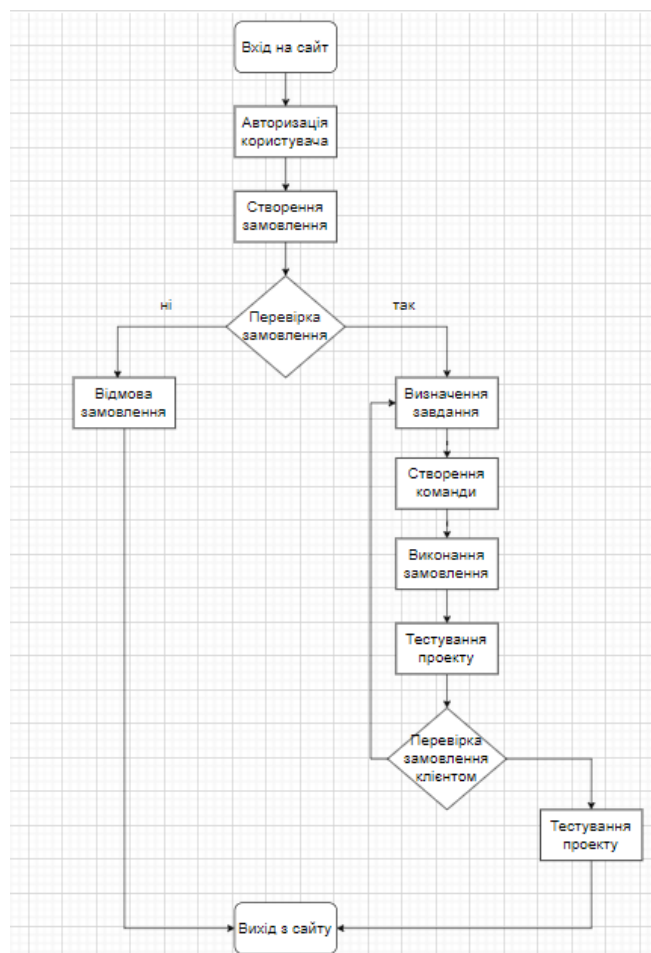 Вхід на сайт
Авторизація
користувача
Створення
замовлення
Перевірка
замовлення
ні
так
Відмова
замовлення
Визначення
завдання
Створення
команди
Виконання
замовлення
Тестування
проекту
Перевірка
замовлення
клієнтом
Тестування
проекту
Вихід з сайту